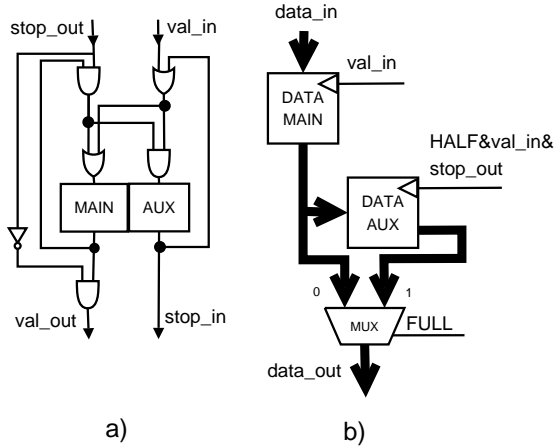 stop_out
val_in
MAIN
AUX
val_out
stop_in
a)
data_in
val_in
DATA
MAIN
HALF&val_in&
stop_out
DATA
AUX
0
1
MUX
FULL
data_out
b)